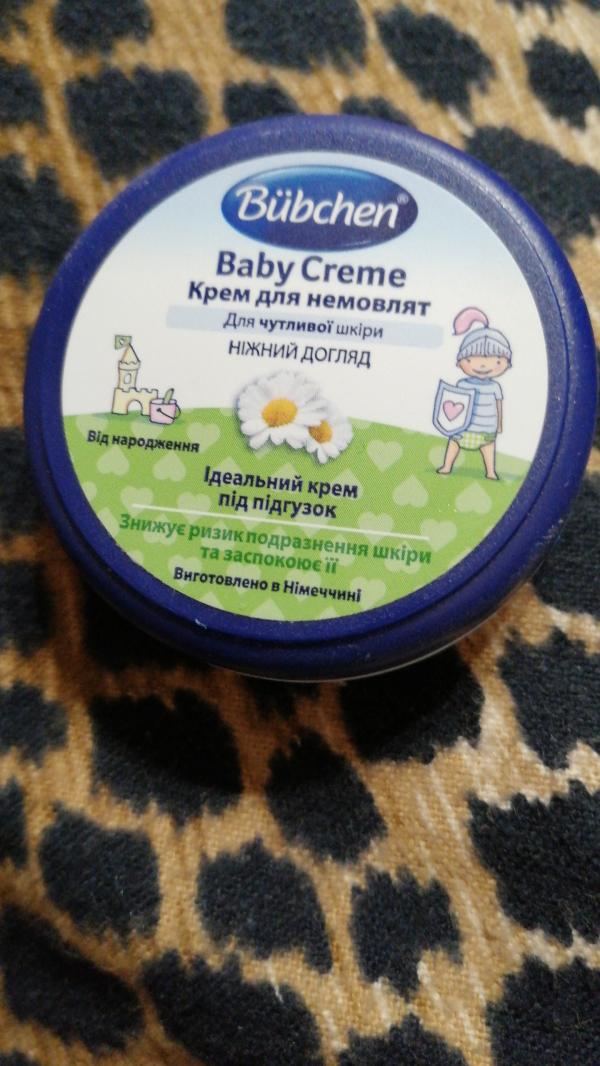 Bübchen®
Baby Creme
Крем для немовлят
Для чутливої шкіри
НІЖНИЙ ДОГЛЯД
Від народження
Ідеальний крем
під підгузок
Знижує ризик подразнення шкіри
та заспокоює її
Виготовлено в Німеччині